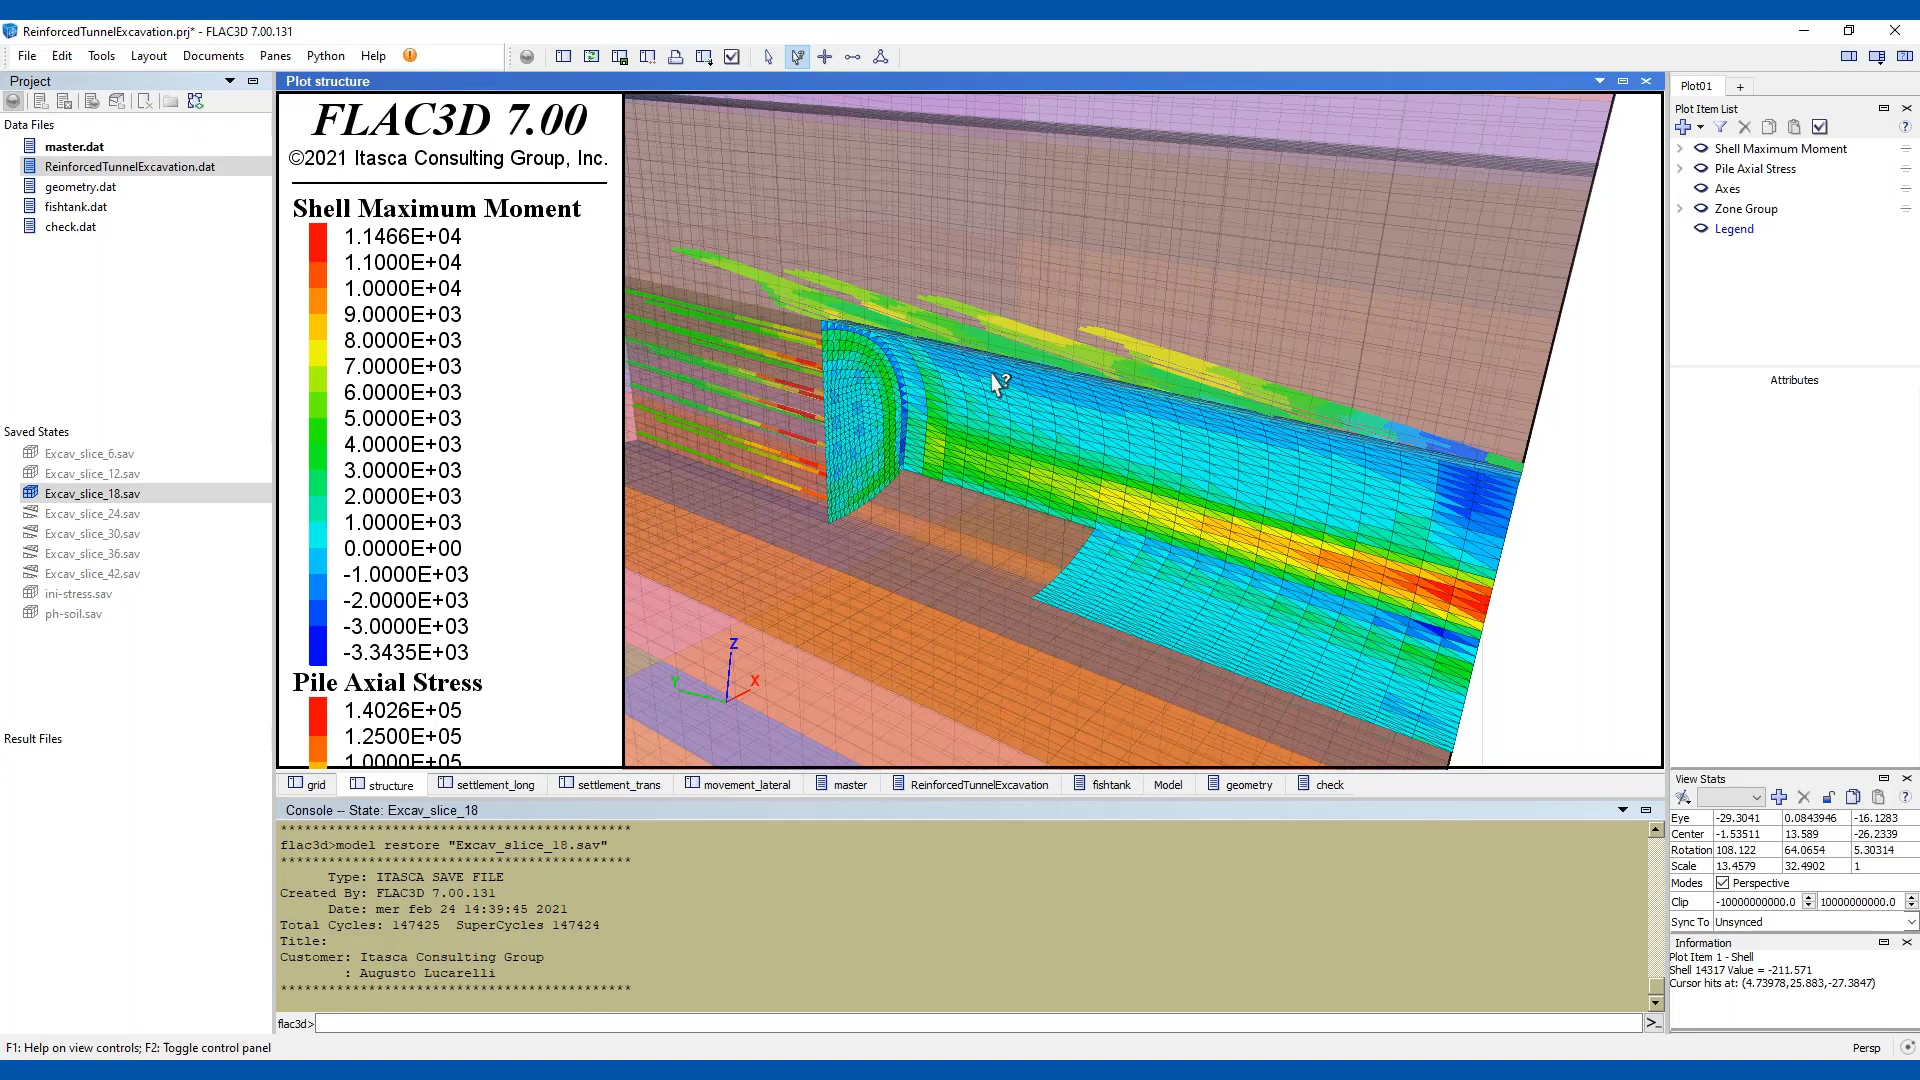 ReinforcedTunnelExcavation.prj* - FLAC3D 7.00.131
File Edit Tools Layout Documents Panes Python Help
Project
Data Files
master.dat
ReinforcedTunnelExcavation.dat
geometry.dat
fishtank.dat
check.dat
Saved States
Excav_slice_6.sav
Excav_slice_12.sav
Excav_slice_18.sav
Excav_slice_24.sav
Excav_slice_30.sav
Excav_slice_36.sav
Excav_slice_42.sav
ini-stress.sav
ph-soil.sav
Result Files
Plot structure
FLAC3D 7.00
©2021 Itasca Consulting Group, Inc.
Shell Maximum Moment
1.1466E+04
1.1000E+04
1.0000E+04
9.0000E+03
8.0000E+03
7.0000E+03
6.0000E+03
5.0000E+03
4.0000E+03
3.0000E+03
2.0000E+03
1.0000E+03
0.0000E+00
-1.0000E+03
-2.0000E+03
-3.0000E+03
-3.3435E+03
Pile Axial Stress
1.4026E+05
1.2500E+05
1.0000E+05
Z
Y
X
grid structure settlement_long settlement_trans movement_lateral master ReinforcedTunnelExcavation fishtank Model geometry check
Console -- State: Excav_slice_18
********************************************
flac3d>model restore "Excav_slice_18.sav"
********************************************
Type: ITASCA SAVE FILE
Created By: FLAC3D 7.00.131
Date: mer feb 24 14:39:45 2021
Total Cycles: 147425 SuperCycles 147424
Title:
Customer: Itasca Consulting Group
: Augusto Lucarelli
********************************************
flac3d>
Plot01 +
Plot Item List
Shell Maximum Moment
Pile Axial Stress
Axes
Zone Group
Legend
Attributes
View Stats
Eye -29.3041 0.0843946 -16.1283
Center -1.53511 13.589 -26.2339
Rotation 108.122 64.0654 5.30314
Scale 13.4579 32.4902 1
Modes Perspective
Clip -10000000000.0 10000000000.0
Sync To Unsynced
Information
Plot Item 1 - Shell
Shell 14317 Value = -211.571
Cursor hits at: (4.73978,25.883,-27.3847)
F1: Help on view controls; F2: Toggle control panel
Persp